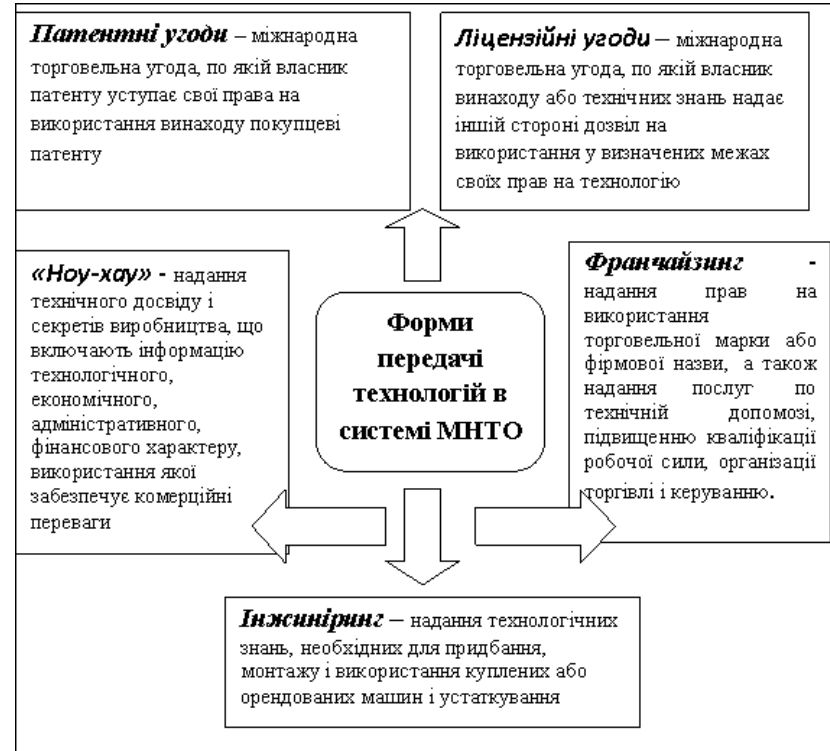 Патентні угоди – міжнародна
торговельна угода, по якій власник
патенту уступає свої права на
використання винаходу покупцеві
патенту
Ліцензійні угоди – міжнародна
торговельна угода, по якій власник
винаходу або технічних знань надає
іншій стороні дозвіл на
використання у визначених межах
своїх прав на технологію
«Ноу-хау» - надання
технічного досвіду і
секретів виробництва, що
включають інформацію
технологічного,
економічного,
адміністративного,
фінансового характеру,
використання якої
забезпечує комерційні
переваги
Форми
передачі
технологій в
системі МНТО
Франчайзинг -
надання прав на
використання
торговельної марки або
фірмової назви, а також
надання послуг по
технічній допомозі,
підвищенню кваліфікації
робочої сили, організації
торгівлі і керуванню.
Інжиніринг – надання технологічних
знань, необхідних для придбання,
монтажу і використання куплених або
орендованих машин і устаткування